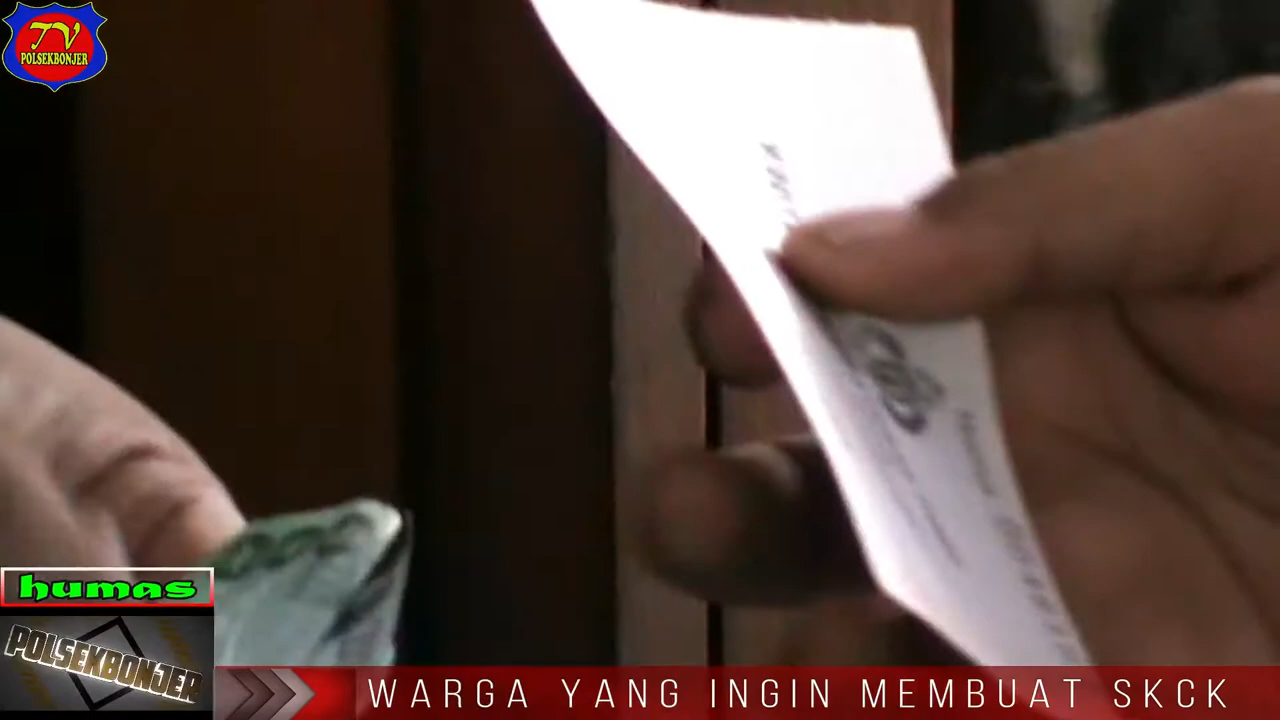 TV
POLSEKBONJER
humas
POLSEKBONJER
WARGA YANG INGIN MEMBUAT SKCK